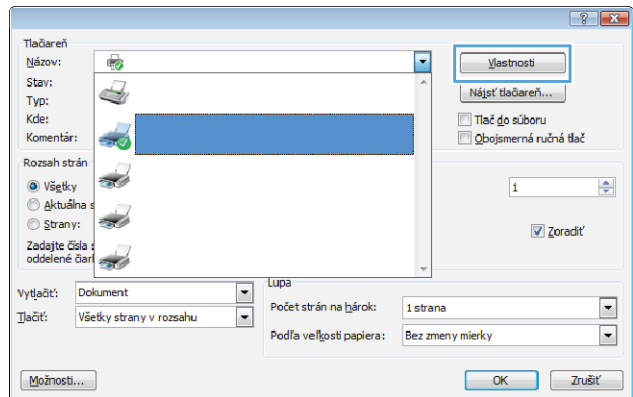 Tlačiareň
Názov:
Vlastnosti
Stav:
Nájsť tlačiareň...
Typ:
Kde:
Tlač do súboru
Komentár:
Obojsmerná ručná tlač
Rozsah strán
Všetky
1
Aktuálna s
Strany:
Zoradiť
Zadajte čísla
oddelené čiar
Lupa
Vytlačiť: Dokument
Počet strán na hárok: 1 strana
Tlačiť: Všetky strany v rozsahu
Podľa veľkosti papiera: Bez zmeny mierky
Možnosti...
OK
Zrušiť